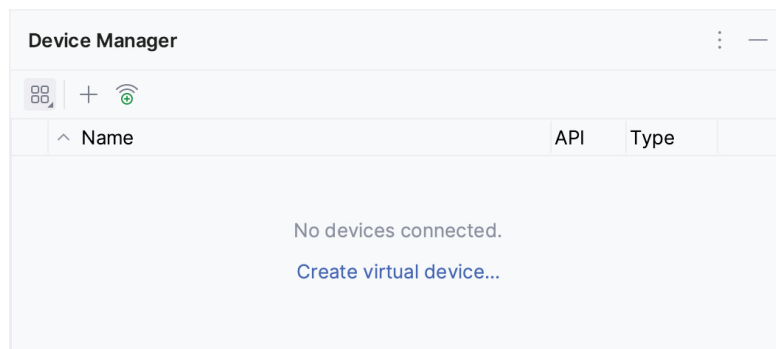 Device Manager
Name API Type
No devices connected.
Create virtual device...